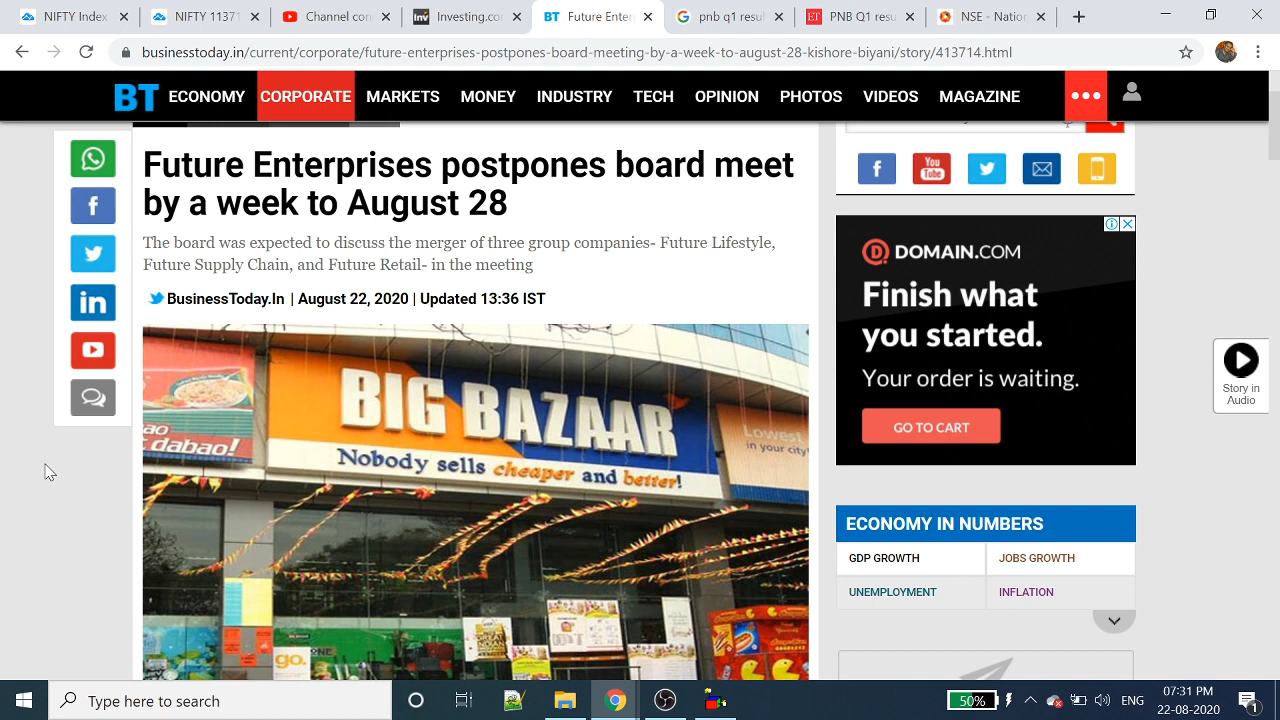 NIFTY Index
NIFTY 11371
Channel con
Inv
Investing.co
BT
Future Enter
pnb q1 resul
ET
PNB Q1 resu
NSE - Nation
businesstoday.in/current/corporate/future-enterprises-postpones-board-meeting-by-a-week-to-august-28-kishore-biyani/story/413714.html
BT
ECONOMY
CORPORATE
MARKETS
MONEY
INDUSTRY
TECH
OPINION
PHOTOS
VIDEOS
MAGAZINE
Future Enterprises postpones board meet
by a week to August 28
The board was expected to discuss the merger of three group companies- Future Lifestyle,
Future Supply Chain, and Future Retail- in the meeting
BusinessToday.In | August 22, 2020 | Updated 13:36 IST
BIG BAZAAR
Nobody sells cheaper and better!
dabao!
Lowest
in your city
go.
You
Tube
DOMAIN.COM
Finish what
you started.
Your order is waiting.
GO TO CART
Story in
Audio
ECONOMY IN NUMBERS
GDP GROWTH
JOBS GROWTH
UNEMPLOYMENT
INFLATION
Type here to search
50%
ENG
07:31 PM
22-08-2020
1